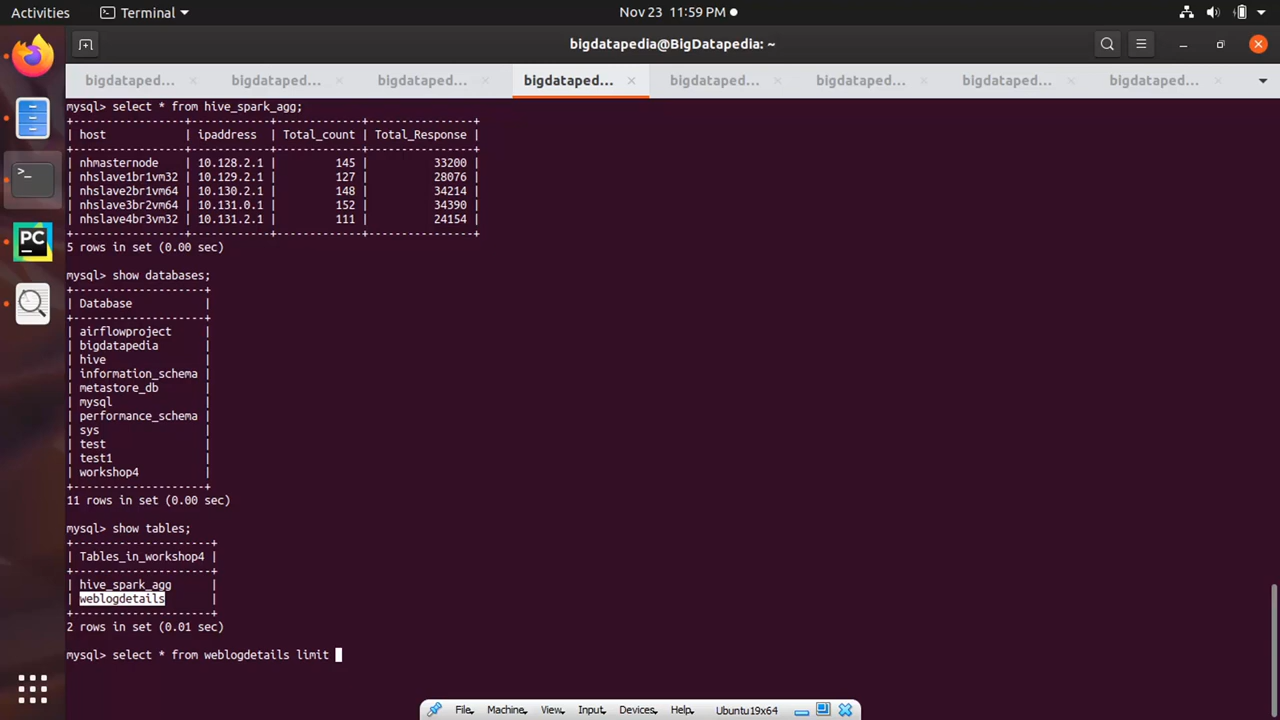 Activities Terminal Nov 23 11:59 PM
bigdatapedia@BigDatapedia: ~
bigdataped... bigdataped... bigdataped... bigdataped... bigdataped... bigdataped... bigdataped... bigdataped...
mysql> select * from hive_spark_agg;
+----------------+------------+-------------+----------------+
| host | ipaddress | Total_count | Total_Response |
+----------------+------------+-------------+----------------+
| nhmasternode | 10.128.2.1 | 145 | 33200 |
| nhslave1br1vm32 | 10.129.2.1 | 127 | 28076 |
| nhslave2br1vm64 | 10.130.2.1 | 148 | 34214 |
| nhslave3br2vm64 | 10.131.0.1 | 152 | 34390 |
| nhslave4br3vm32 | 10.131.2.1 | 111 | 24154 |
+----------------+------------+-------------+----------------+
5 rows in set (0.00 sec)
mysql> show databases;
+--------------------+
| Database |
+--------------------+
| airflowproject |
| bigdatapedia |
| hive |
| information_schema |
| metastore_db |
| mysql |
| performance_schema |
| sys |
| test |
| test1 |
| workshop4 |
+--------------------+
11 rows in set (0.00 sec)
mysql> show tables;
+---------------------+
| Tables_in_workshop4 |
+---------------------+
| hive_spark_agg |
| weblogdetails |
+---------------------+
2 rows in set (0.01 sec)
mysql> select * from weblogdetails limit
File Machine View Input Devices Help Ubuntu19x64
PC